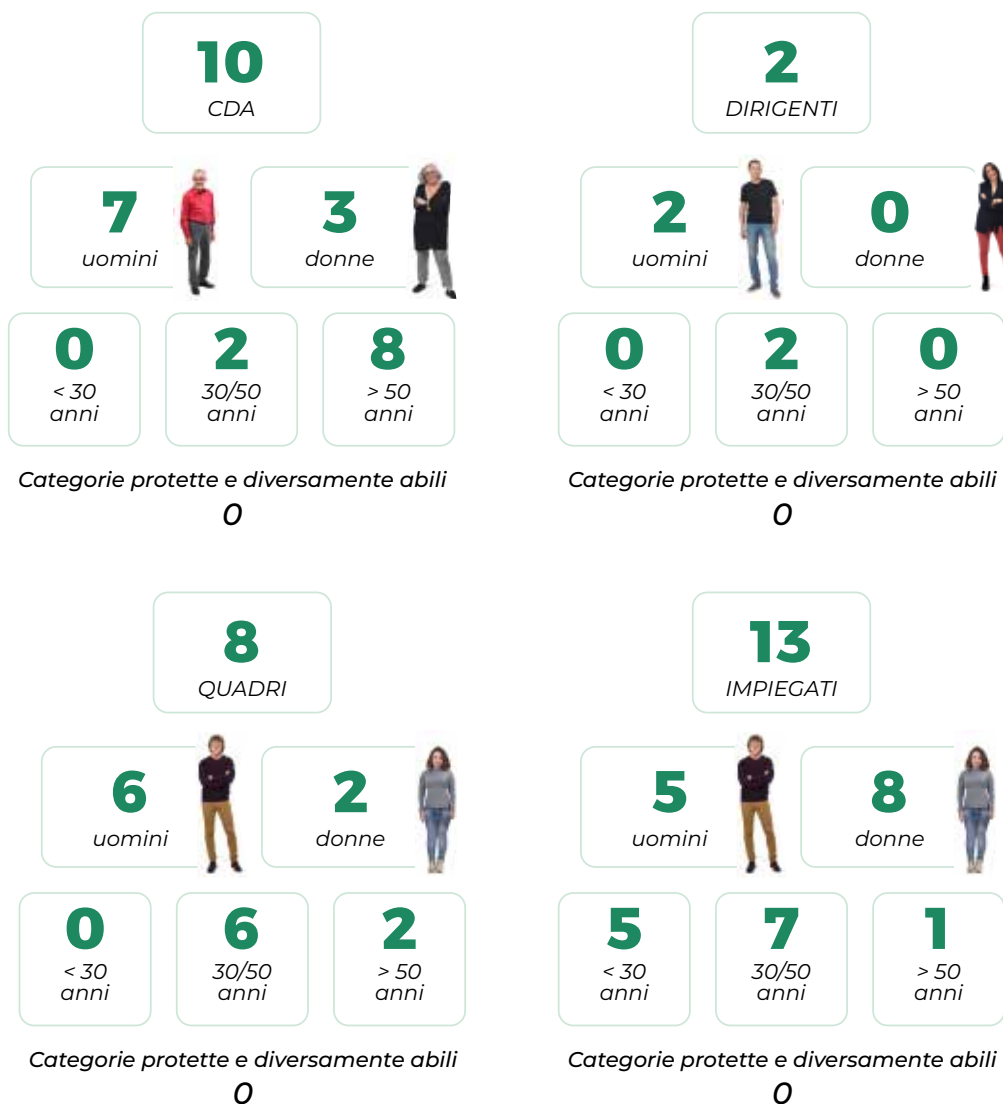 10
CDA
7
uomini
3
donne
0
< 30
anni
2
30/50
anni
8
> 50
anni
Categorie protette e diversamente abili
0
2
DIRIGENTI
2
uomini
0
donne
0
< 30
anni
2
30/50
anni
0
> 50
anni
Categorie protette e diversamente abili
0
8
QUADRI
6
uomini
2
donne
0
< 30
anni
6
30/50
anni
2
> 50
anni
Categorie protette e diversamente abili
0
13
IMPIEGATI
5
uomini
8
donne
5
< 30
anni
7
30/50
anni
1
> 50
anni
Categorie protette e diversamente abili
0